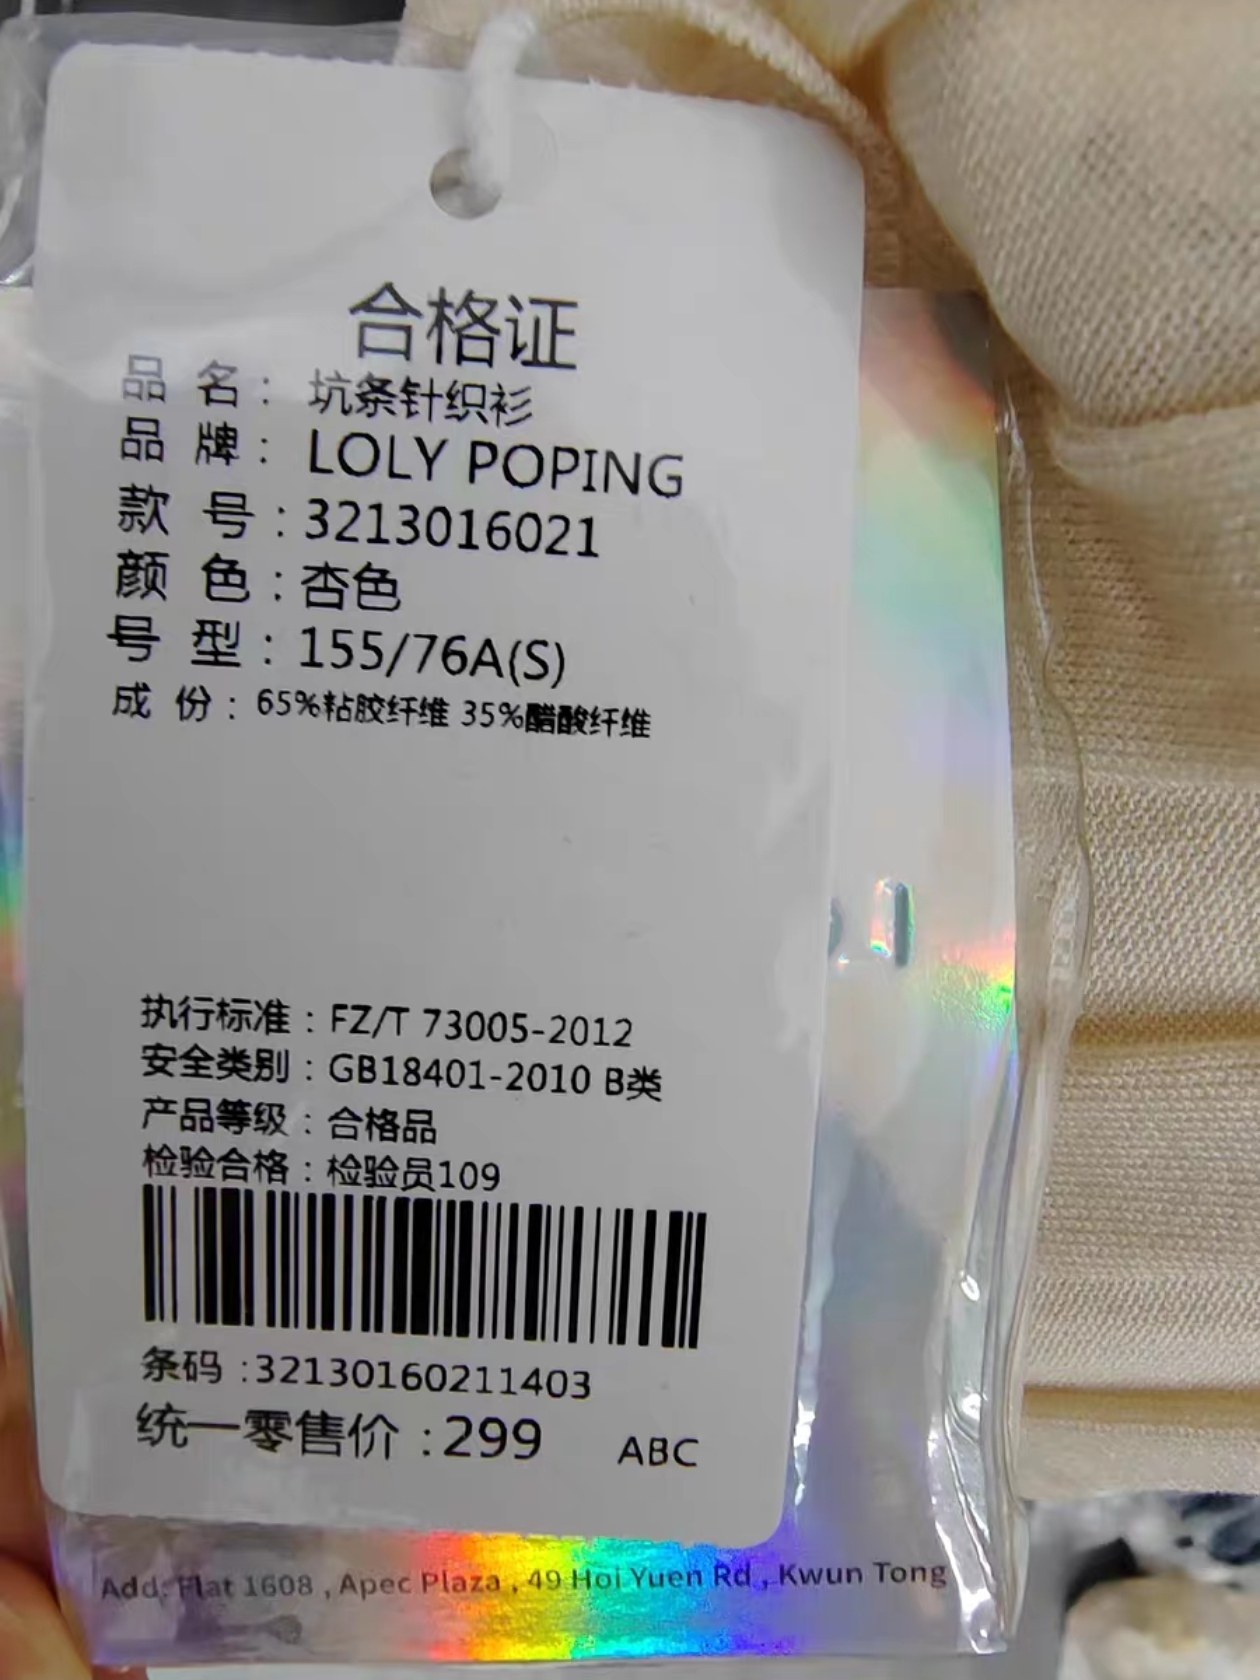 合格证
品 名： 坑条针织衫
品 牌： LOLY POPING
款 号：3213016021
颜 色：杏色
号 型：155/76A(S)
成 份：65%粘胶纤维 35%醋酸纤维
执行标准：FZ/T 73005-2012
安全类别：GB18401-2010 B类
产品等级：合格品
检验合格：检验员109
条码 :32130160211403
统一零售价 :299 ABC
Add: Flat 1608 , Apec Plaza , 49 Hoi Yuen Rd , Kwun Tong